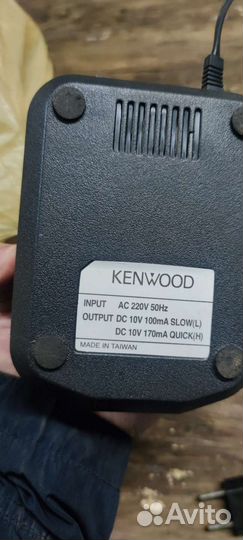 KENWOOD
INPUT AC 220V 50Hz
OUTPUT DC 10V 100mA SLOW(L)
DC 10V 170mA QUICK(H)
MADE IN TAIWAN
Avito